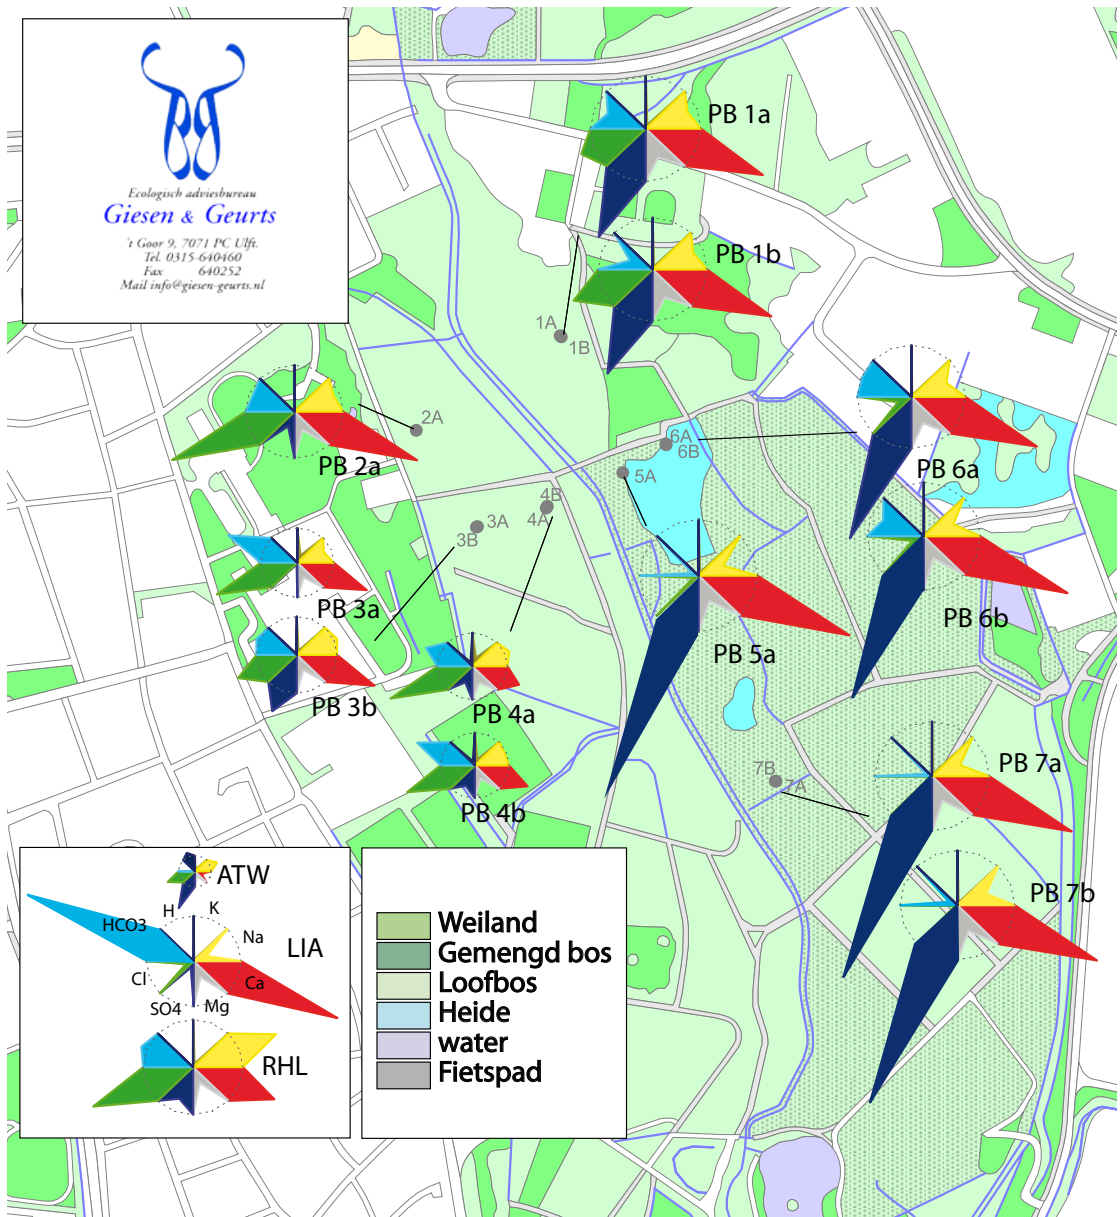 Ecologisch adviesbureau
Giesen & Geurts
't Goor 9, 7071 PC Ulft.
Tel. 0315-640460
Fax 640252
Mail info@giesen-geurts.nl
PB 1a
PB 1b
1A
1B
2A
PB 2a
6A
6B
5A
PB 6a
4B
4A
3A
3B
PB 3a
PB 6b
PB 5a
PB 3b
PB 4a
7B
7A
PB 7a
PB 4b
PB 7b
ATW
H
K
HCO3
Na
LIA
Cl
Ca
SO4
Mg
RHL
Weiland
Gemengd bos
Loofbos
Heide
water
Fietspad